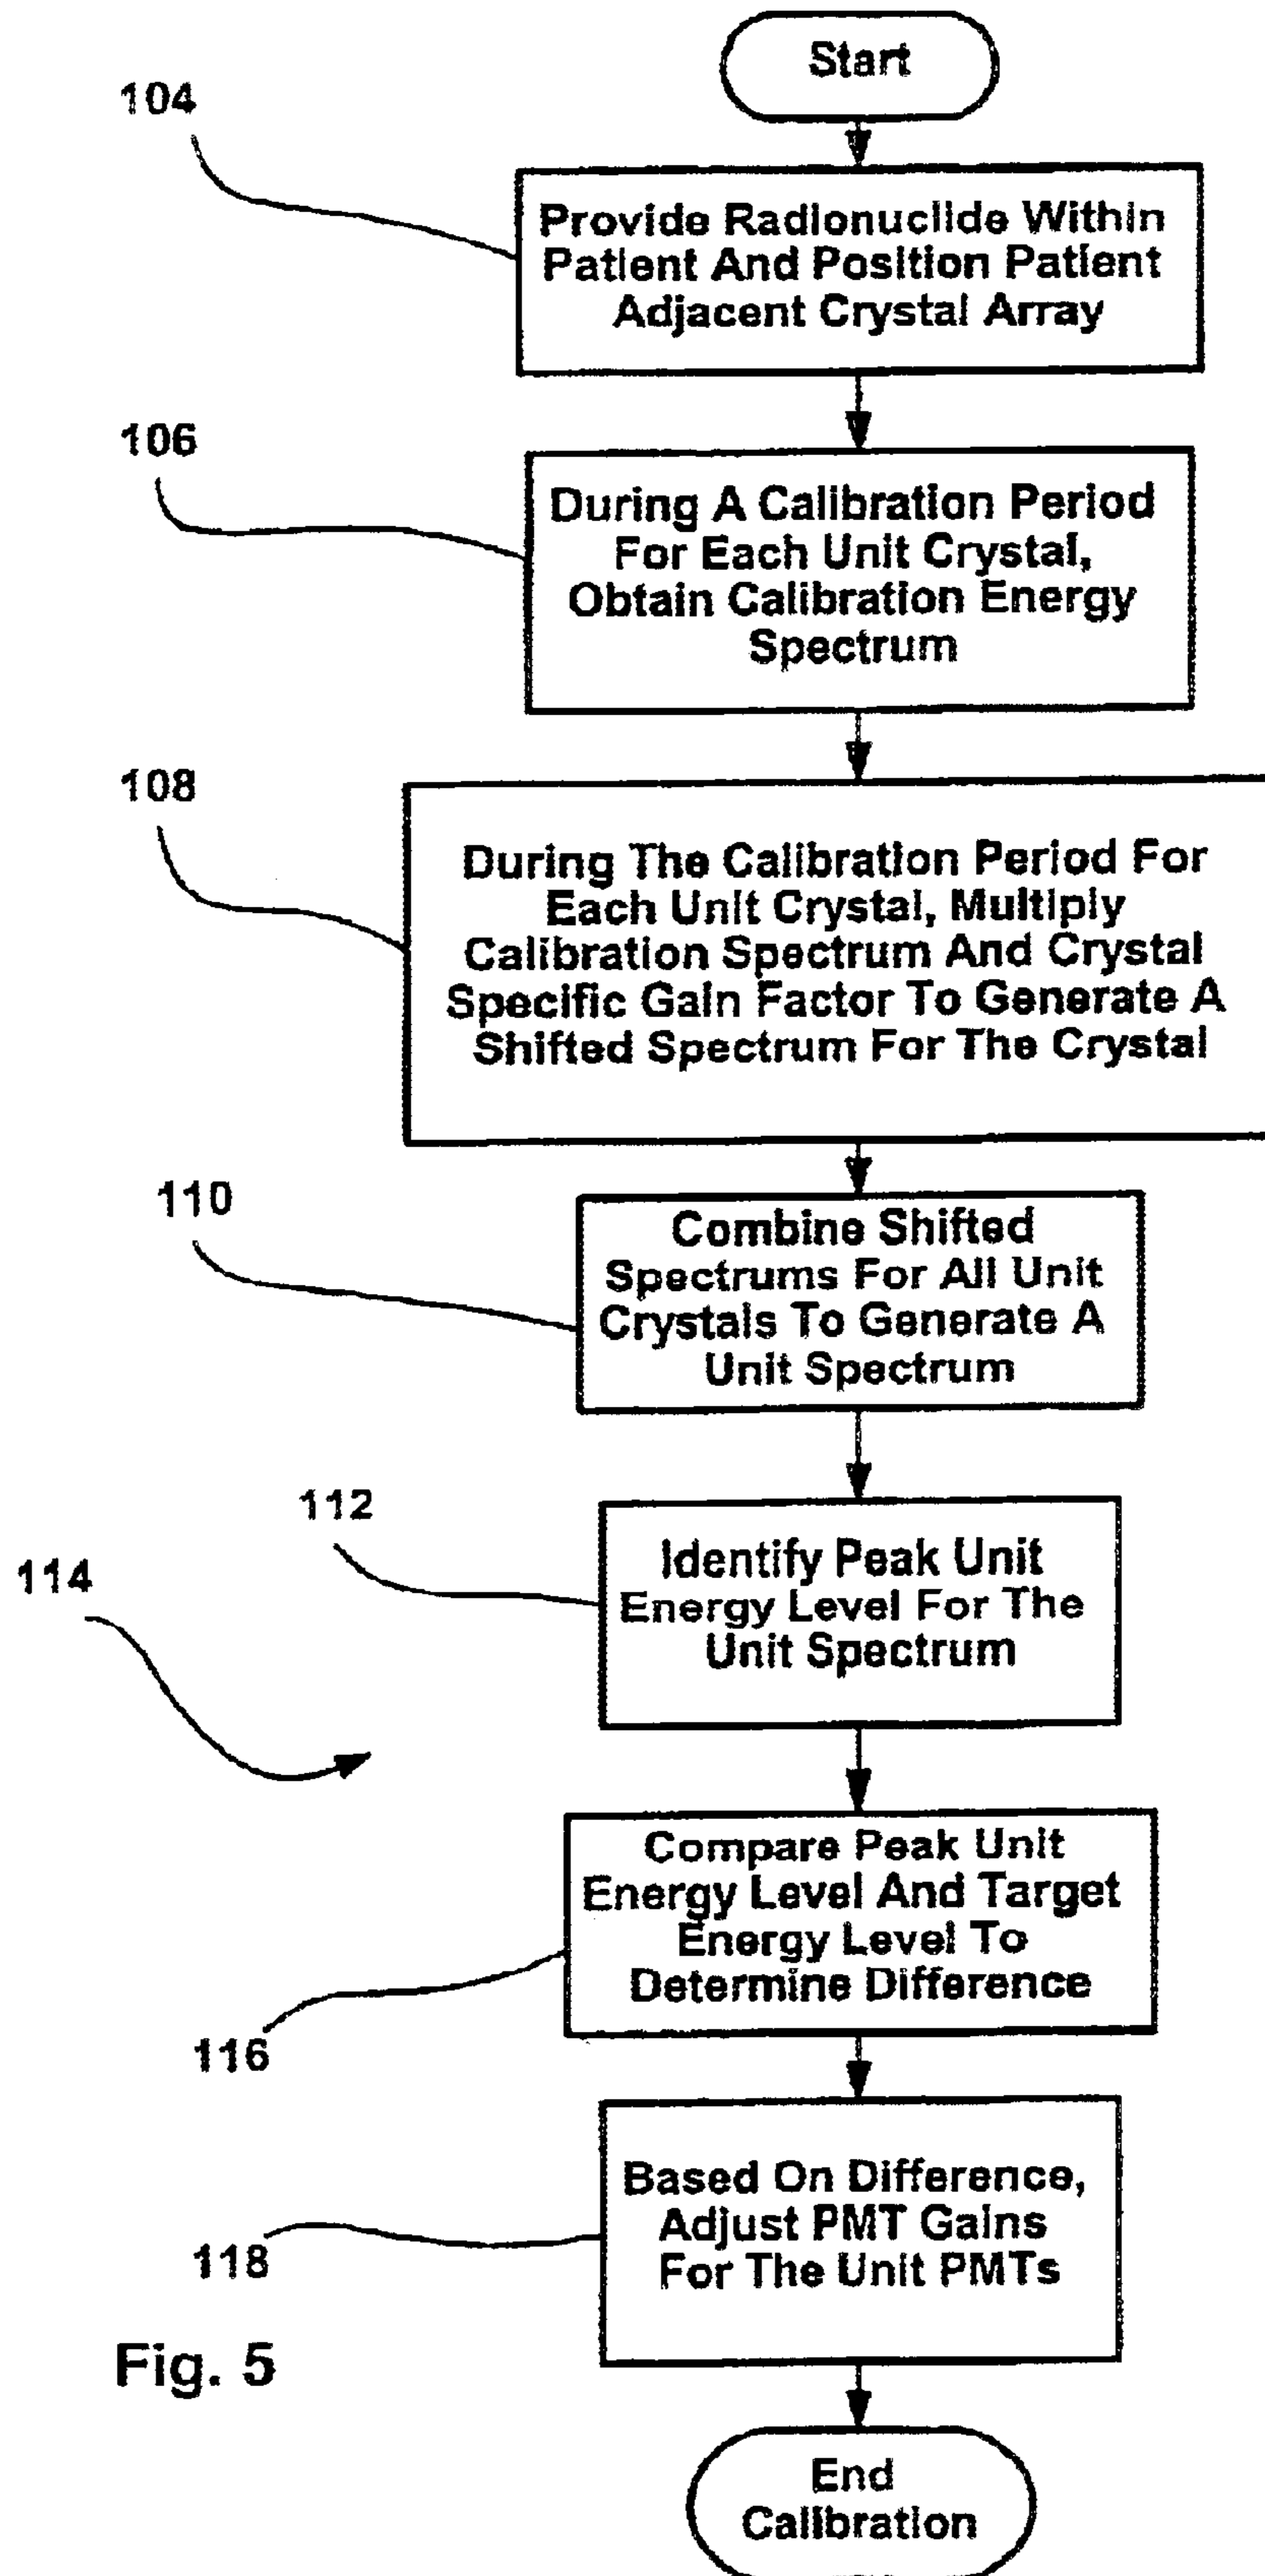 Start
104
Provide Radionuclide Within
Patient And Position Patient
Adjacent Crystal Array
106
During A Calibration Period
For Each Unit Crystal,
Obtain Calibration Energy
Spectrum
108
During The Calibration Period For
Each Unit Crystal, Multiply
Calibration Spectrum And Crystal
Specific Gain Factor To Generate A
Shifted Spectrum For The Crystal
110
Combine Shifted
Spectrums For All Unit
Crystals To Generate A
Unit Spectrum
112
Identify Peak Unit
Energy Level For The
Unit Spectrum
114
Compare Peak Unit
Energy Level And Target
Energy Level To
Determine Difference
116
Based On Difference,
Adjust PMT Gains
For The Unit PMTs
118
Fig. 5
End
Calibration